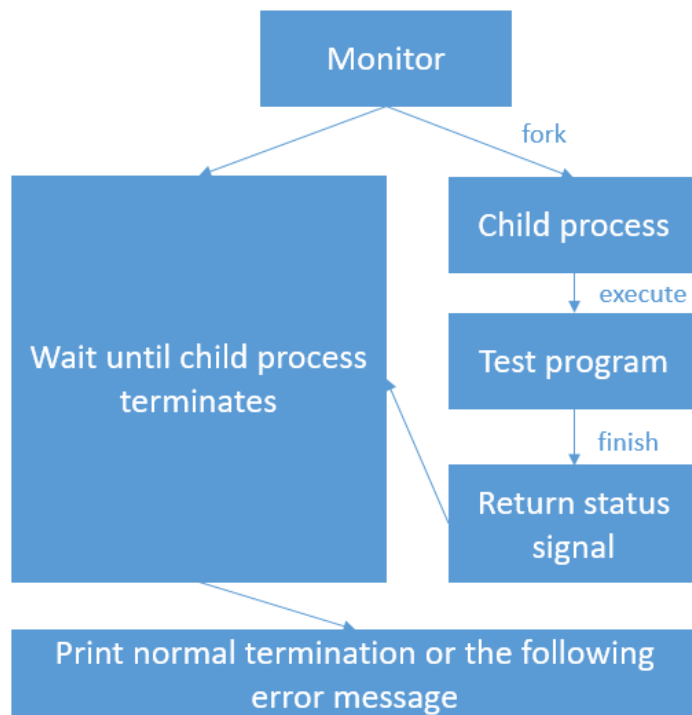 Monitor
fork
Child process
execute
Wait until child process
terminates
Test program
finish
Return status
signal
Print normal termination or the following
error message